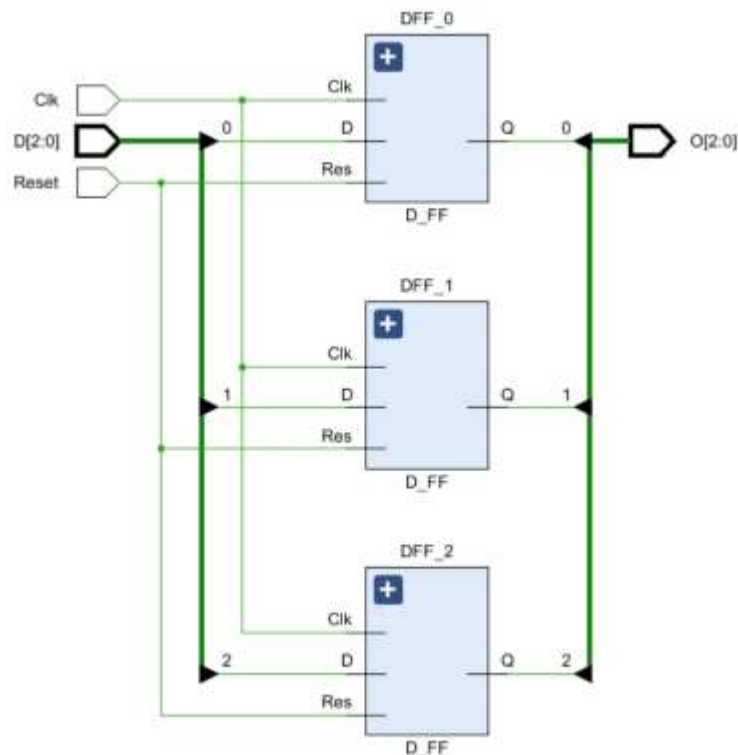 DFF_0
Clk
Clk
D[2:0]
0
D
Q
0
O[2:0]
Reset
Res
D_FF
DFF_1
Clk
1
D
Q
1
Res
D_FF
DFF_2
Clk
2
D
Q
2
Res
D_FF